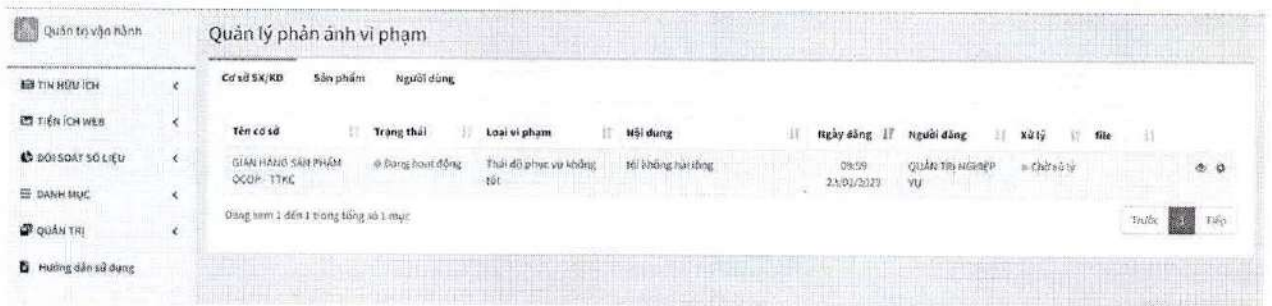 Quản trị vận hành
Quản lý phản ánh vi phạm
TIN HỮU ÍCH
TIỆN ÍCH WEB
ĐỐI SOÁT SỐ LIỆU
DANH MỤC
QUẢN TRỊ
Hướng dẫn sử dụng
Cơ sở SX/KD Sản phẩm Người dùng
Tên cơ sở Trạng thái Loại vi phạm Nội dung Ngày đăng Người đăng Xử lý file
GIAN HÀNG SẢN PHẨM Đang hoạt động Thái độ phục vụ không tôi không hài lòng 09:59 QUẢN TRỊ NGHIỆP Chờ xử lý
OCOP - TTKC tốt VỤ
Đang xem 1 đến 1 trong tổng số 1 mục
Trước 1 Tiếp